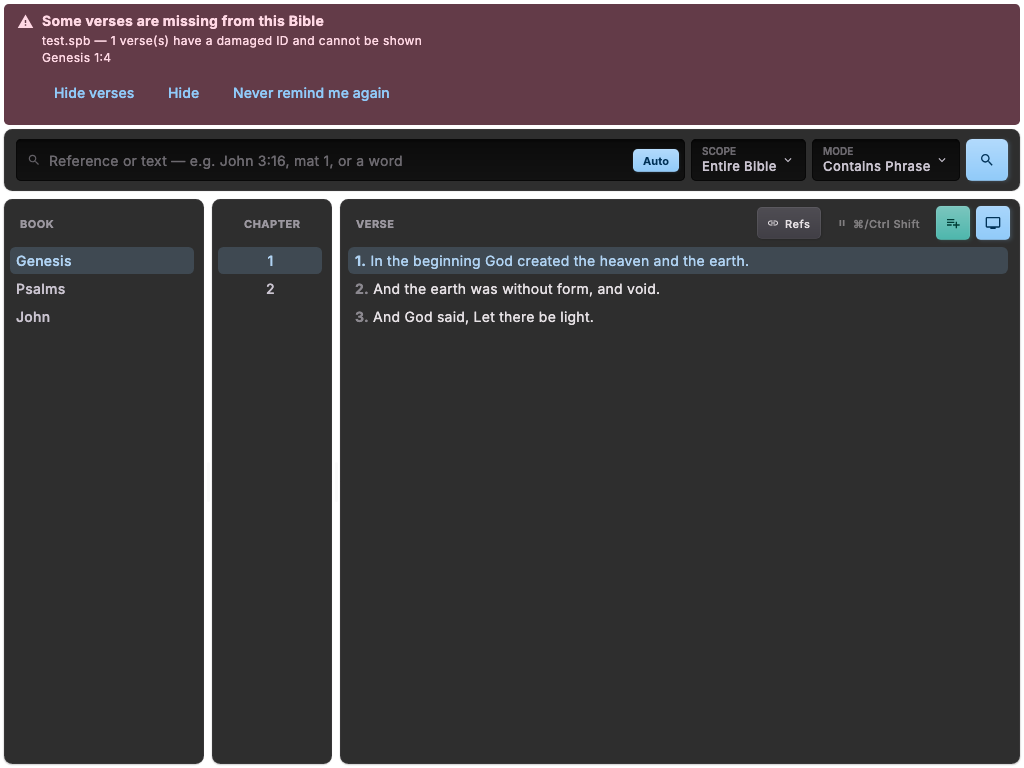 Some verses are missing from this Bible
test.spb — 1 verse(s) have a damaged ID and cannot be shown
Genesis 1:4
Hide verses Hide Never remind me again
Reference or text — e.g. John 3:16, mat 1, or a word
Auto
SCOPE
Entire Bible
MODE
Contains Phrase
BOOK
Genesis
Psalms
John
CHAPTER
1
2
VERSE
Refs
⌘/Ctrl Shift
1. In the beginning God created the heaven and the earth.
2. And the earth was without form, and void.
3. And God said, Let there be light.